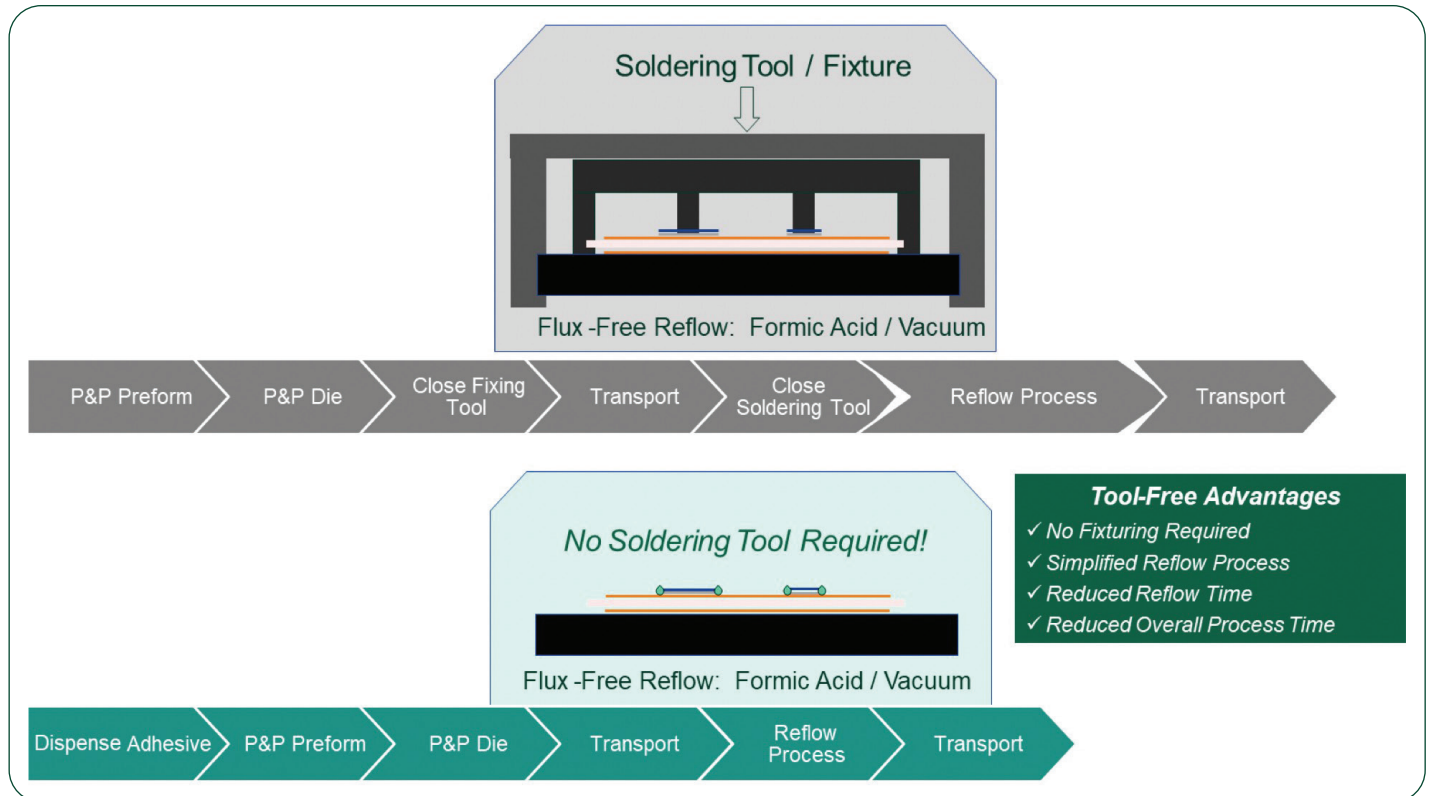 Soldering Tool / Fixture
Flux -Free Reflow:  Formic Acid / Vacuum
P&P Preform
P&P Die
Close Fixing
Tool
Transport
Close
Soldering Tool
Reflow Process
Transport
No Soldering Tool Required!
Flux -Free Reflow:  Formic Acid / Vacuum
Tool-Free Advantages
✓ No Fixturing Required
✓ Simplified Reflow Process
✓ Reduced Reflow Time
✓ Reduced Overall Process Time
Dispense Adhesive
P&P Preform
P&P Die
Transport
Reflow
Process
Transport